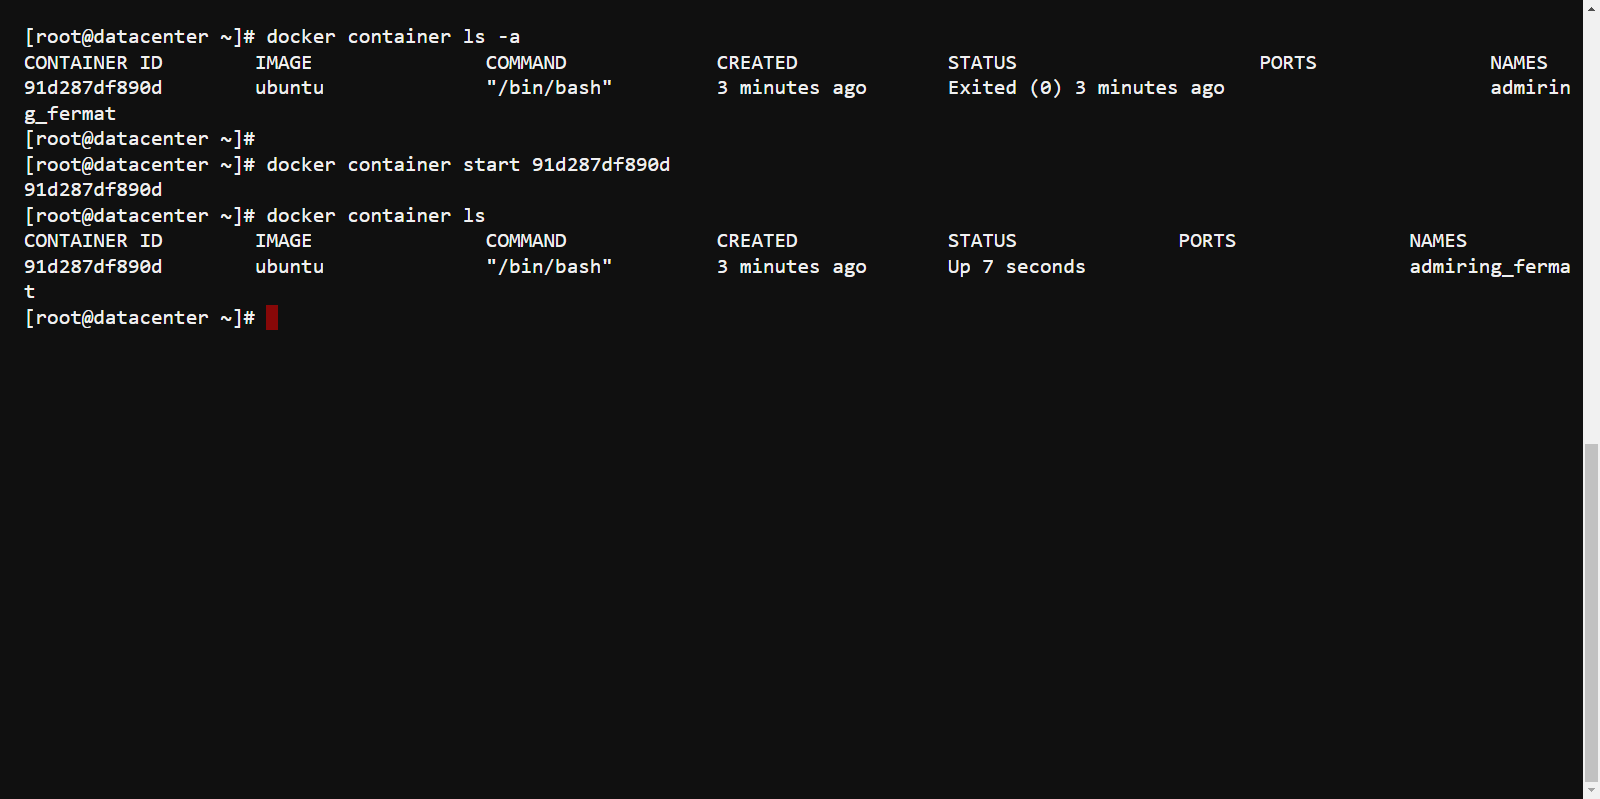 [root@datacenter ~]# docker container ls -a
CONTAINER ID        IMAGE               COMMAND             CREATED             STATUS                     PORTS               NAMES
91d287df890d        ubuntu              "/bin/bash"         3 minutes ago       Exited (0) 3 minutes ago                       admirin
g_fermat
[root@datacenter ~]#
[root@datacenter ~]# docker container start 91d287df890d
91d287df890d
[root@datacenter ~]# docker container ls
CONTAINER ID        IMAGE               COMMAND             CREATED             STATUS              PORTS               NAMES
91d287df890d        ubuntu              "/bin/bash"         3 minutes ago       Up 7 seconds                            admiring_ferma
t
[root@datacenter ~]#